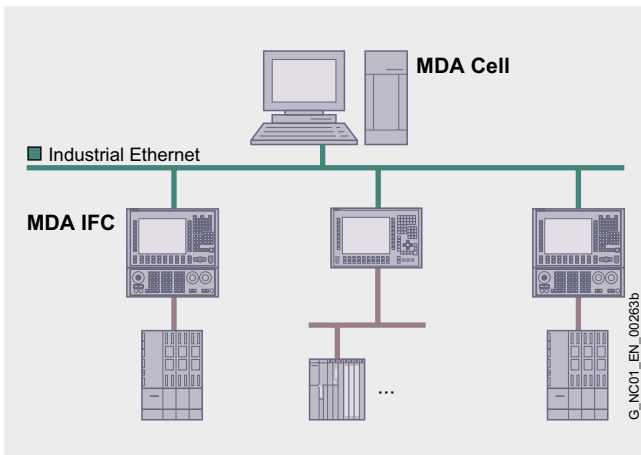 MDA Cell
Industrial Ethernet
MDA IFC
...
G_NC01_EN_00263b